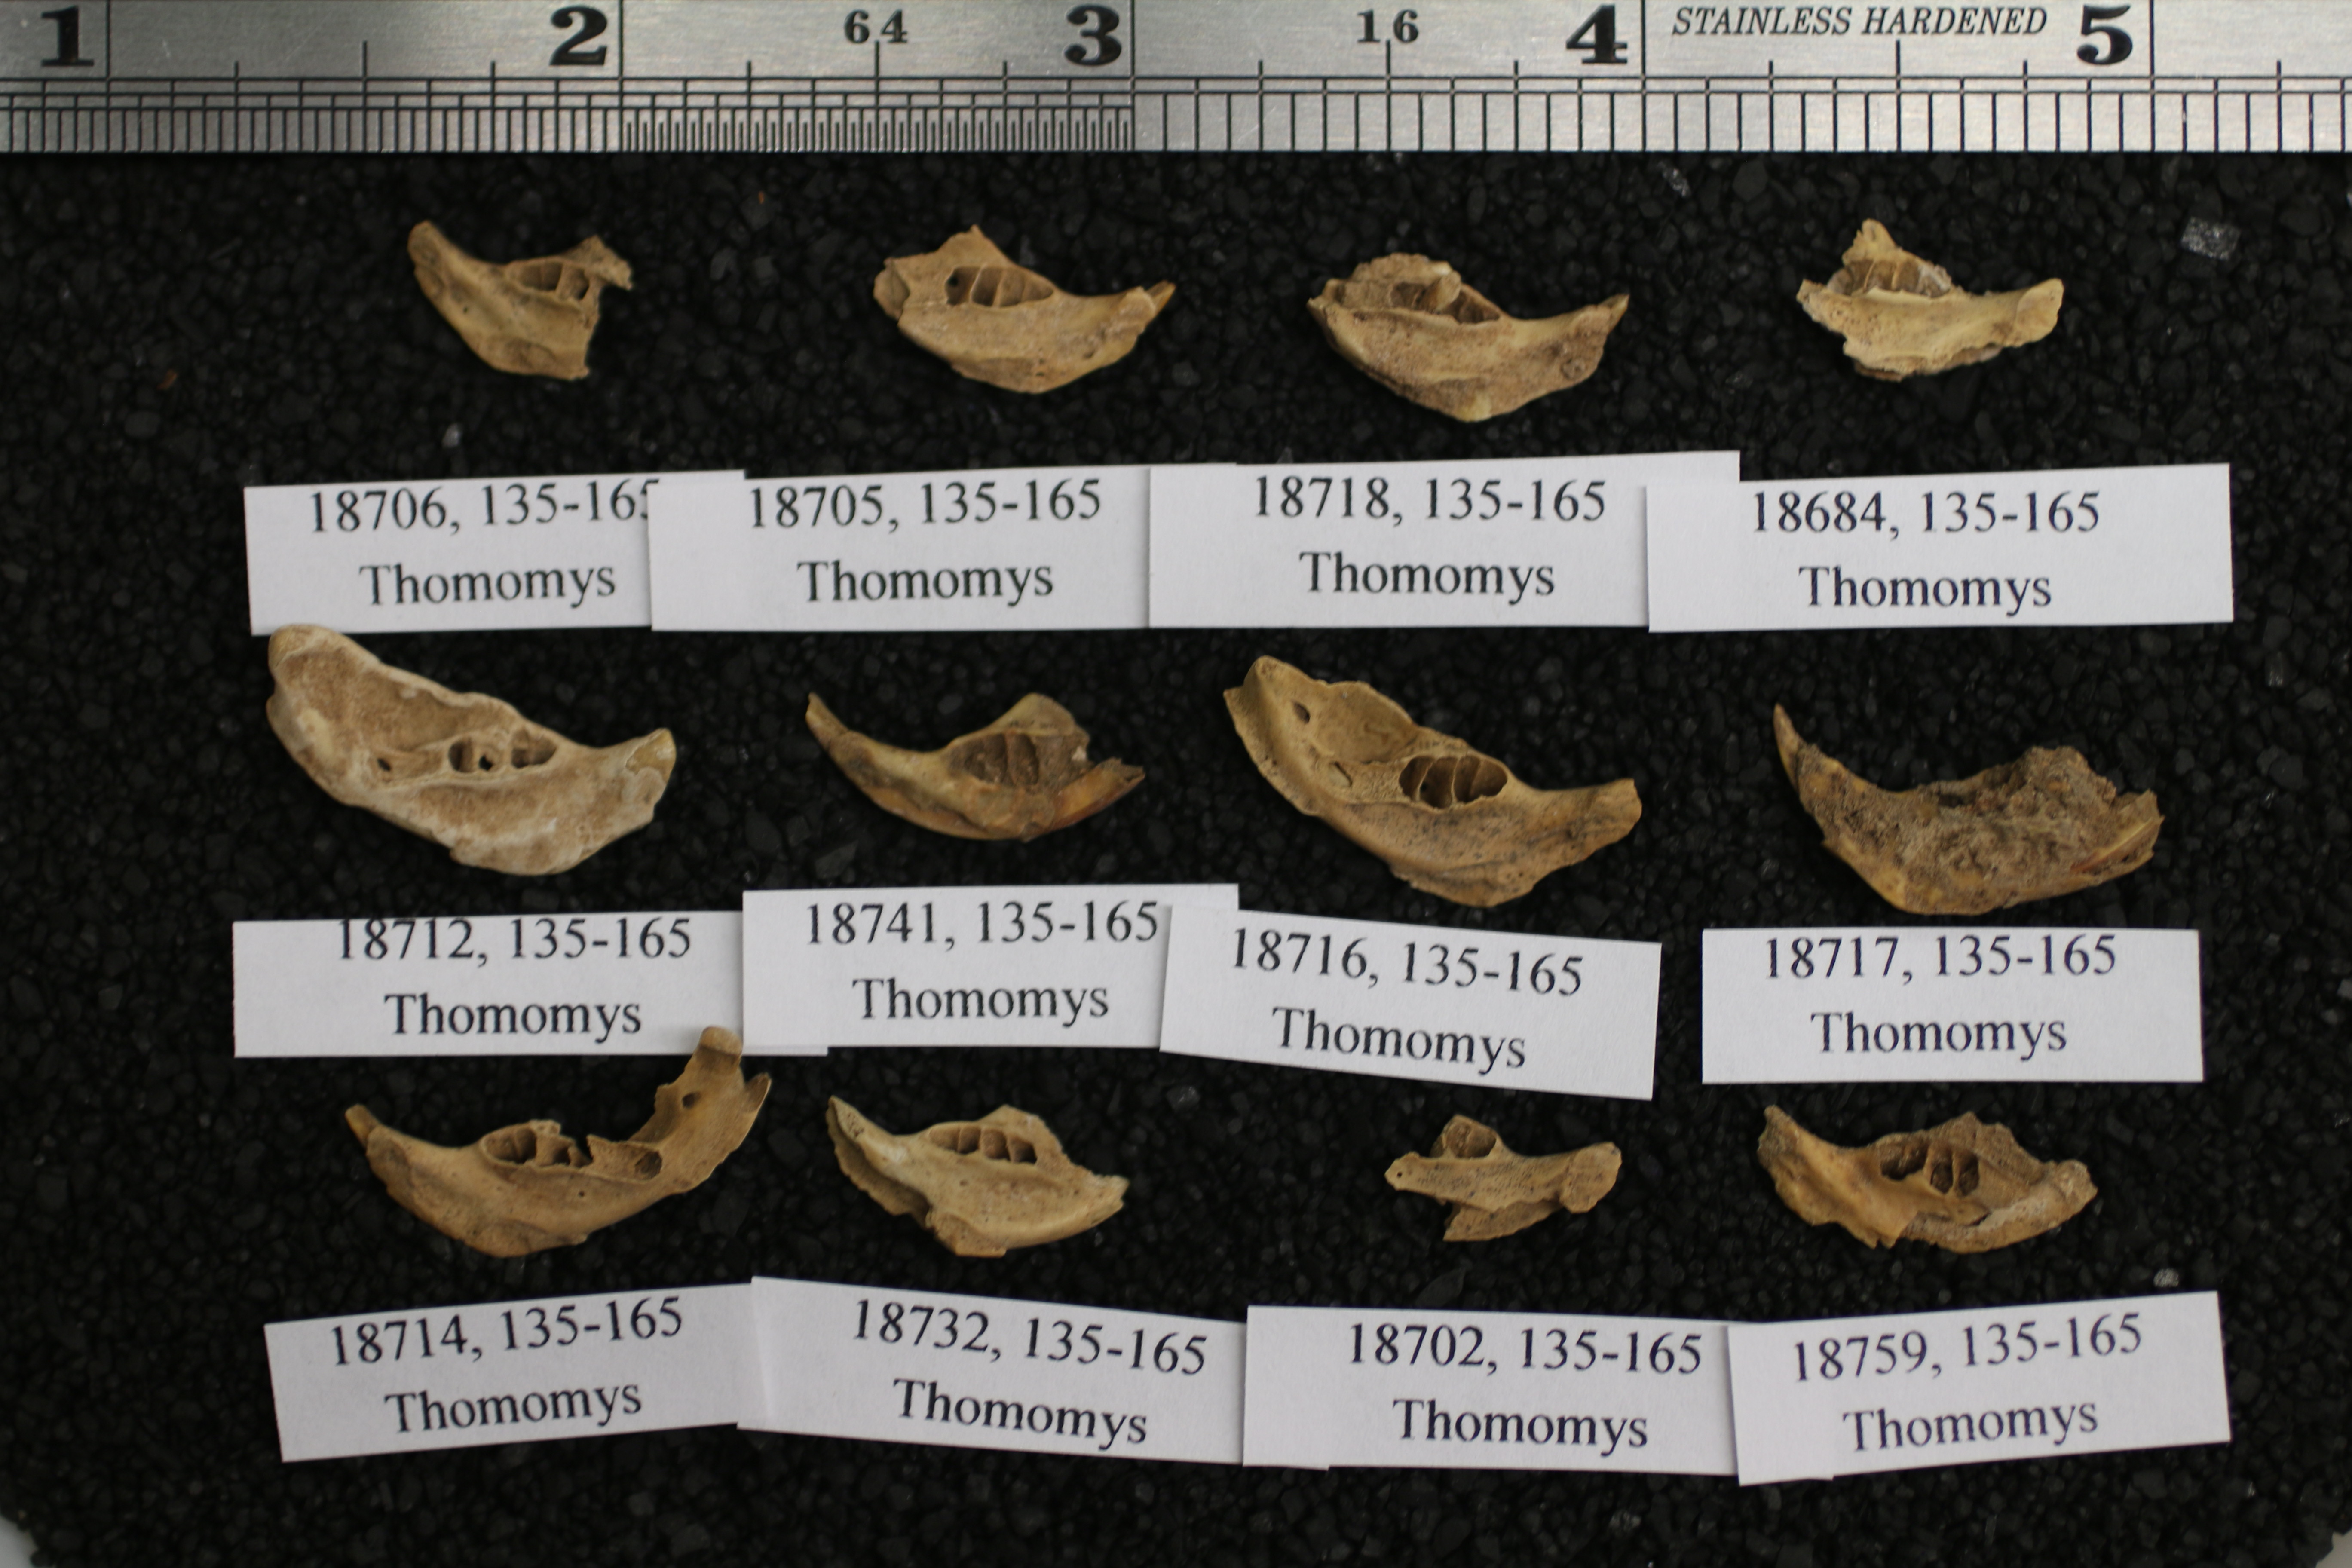 1 2 64 3 16 4 STAINLESS HARDENED 5
18706, 135-165
Thomomys
18705, 135-165
Thomomys
18718, 135-165
Thomomys
18684, 135-165
Thomomys
18712, 135-165
Thomomys
18741, 135-165
Thomomys
18716, 135-165
Thomomys
18717, 135-165
Thomomys
18714, 135-165
Thomomys
18732, 135-165
Thomomys
18702, 135-165
Thomomys
18759, 135-165
Thomomys